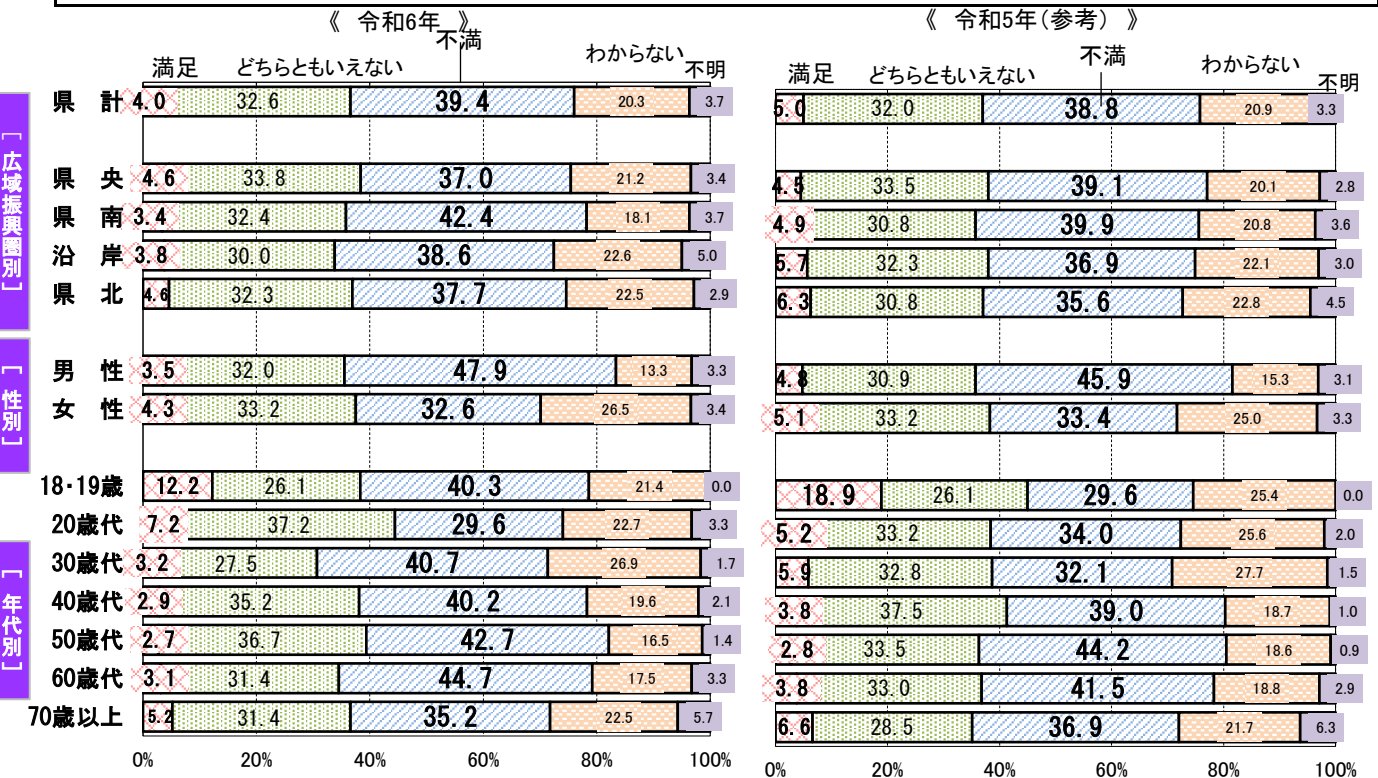 《 令和6年 》
《 令和5年(参考) 》
満足 どちらともいえない 不満 わからない 不明
満足 どちらともいえない 不満 わからない 不明
県 計 4.0 32.6 39.4 20.3 3.7
5.0 32.0 38.8 20.9 3.3
[ 広域振興圏別 ]
県 央 4.6 33.8 37.0 21.2 3.4
4.5 33.5 39.1 20.1 2.8
県 南 3.4 32.4 42.4 18.1 3.7
4.9 30.8 39.9 20.8 3.6
沿 岸 3.8 30.0 38.6 22.6 5.0
5.7 32.3 36.9 22.1 3.0
県 北 4.6 32.3 37.7 22.5 2.9
6.3 30.8 35.6 22.8 4.5
[ 性別 ]
男 性 3.5 32.0 47.9 13.3 3.3
4.8 30.9 45.9 15.3 3.1
女 性 4.3 33.2 32.6 26.5 3.4
5.1 33.2 33.4 25.0 3.3
[ 年代別 ]
18・19歳 12.2 26.1 40.3 21.4 0.0
18.9 26.1 29.6 25.4 0.0
20歳代 7.2 37.2 29.6 22.7 3.3
5.2 33.2 34.0 25.6 2.0
30歳代 3.2 27.5 40.7 26.9 1.7
5.9 32.8 32.1 27.7 1.5
40歳代 2.9 35.2 40.2 19.6 2.1
3.8 37.5 39.0 18.7 1.0
50歳代 2.7 36.7 42.7 16.5 1.4
2.8 33.5 44.2 18.6 0.9
60歳代 3.1 31.4 44.7 17.5 3.3
3.8 33.0 41.5 18.8 2.9
70歳以上 5.2 31.4 35.2 22.5 5.7
6.6 28.5 36.9 21.7 6.3
0% 20% 40% 60% 80% 100%
0% 20% 40% 60% 80% 100%